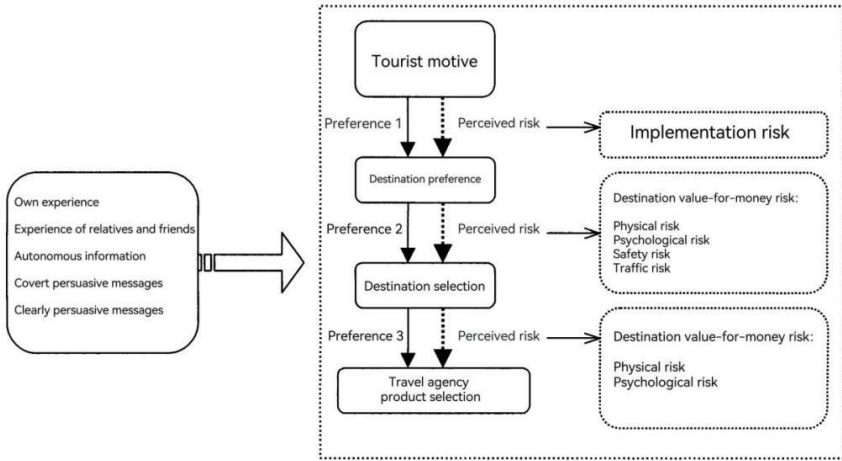 Own experience
Experience of relatives and friends
Autonomous information
Covert persuasive messages
Clearly persuasive messages
Tourist motive
Preference 1
Perceived risk
Implementation risk
Destination preference
Preference 2
Perceived risk
Destination value-for-money risk:
Physical risk
Psychological risk
Safety risk
Traffic risk
Destination selection
Preference 3
Perceived risk
Destination value-for-money risk:
Physical risk
Psychological risk
Travel agency
product selection